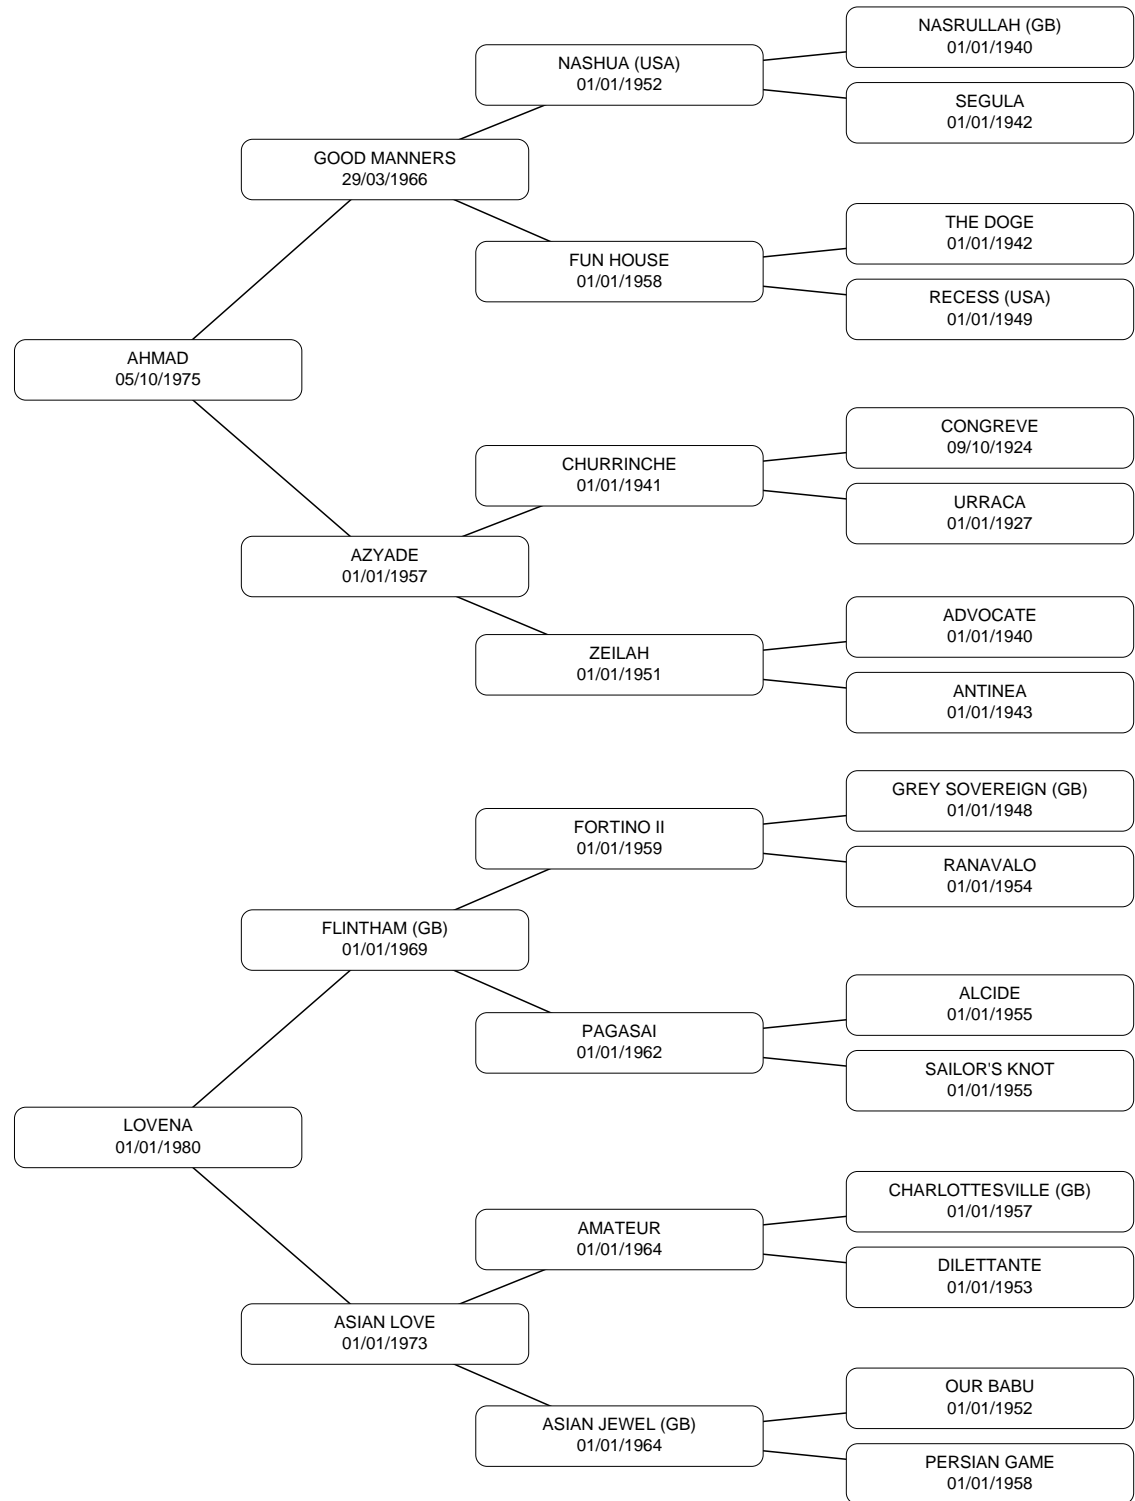 NASRULLAH (GB)
01/01/1940
NASHUA (USA)
01/01/1952
SEGULA
01/01/1942
GOOD MANNERS
29/03/1966
THE DOGE
01/01/1942
FUN HOUSE
01/01/1958
RECESS (USA)
01/01/1949
AHMAD
05/10/1975
CONGREVE
09/10/1924
CHURRINCHE
01/01/1941
URRACA
01/01/1927
AZYADE
01/01/1957
ADVOCATE
01/01/1940
ZEILAH
01/01/1951
ANTINEA
01/01/1943
GREY SOVEREIGN (GB)
01/01/1948
FORTINO II
01/01/1959
RANAVALO
01/01/1954
FLINTHAM (GB)
01/01/1969
ALCIDE
01/01/1955
PAGASAI
01/01/1962
SAILOR'S KNOT
01/01/1955
LOVENA
01/01/1980
CHARLOTTESVILLE (GB)
01/01/1957
AMATEUR
01/01/1964
DILETTANTE
01/01/1953
ASIAN LOVE
01/01/1973
OUR BABU
01/01/1952
ASIAN JEWEL (GB)
01/01/1964
PERSIAN GAME
01/01/1958